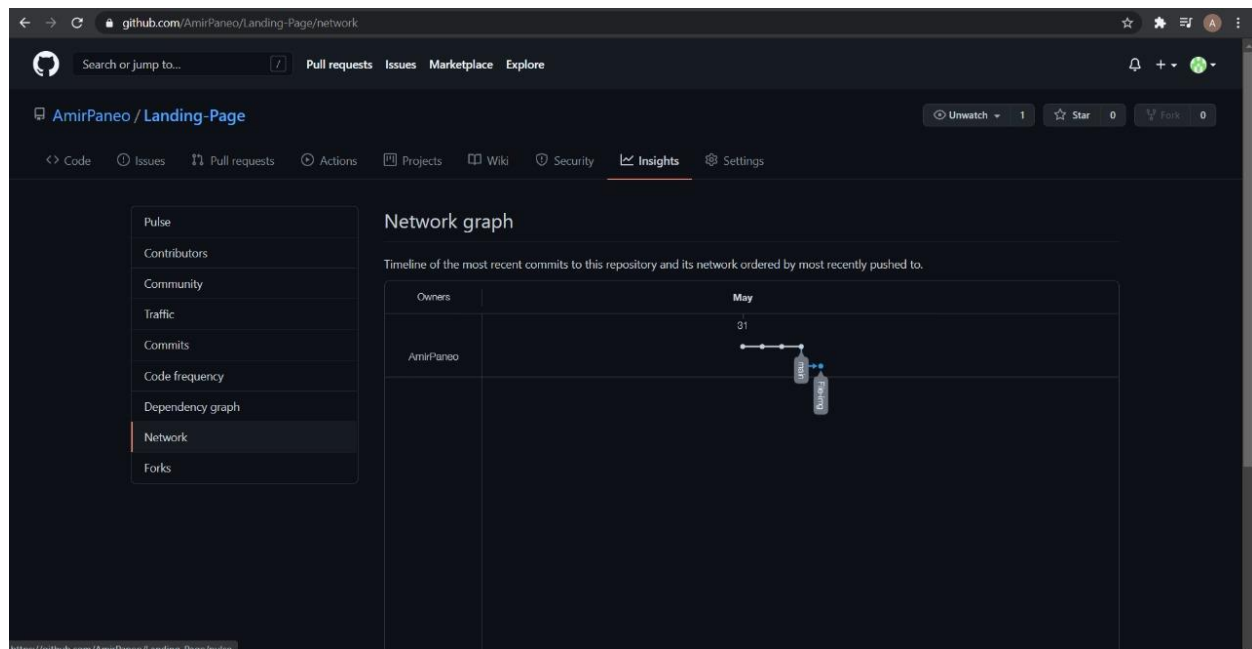 github.com/AmirPaneo/Landing-Page/network
A
Search or jump to... / Pull requests Issues Marketplace Explore
AmirPaneo / Landing-Page
Unwatch 1 Star 0 Fork 0
Code Issues Pull requests Actions Projects Wiki Security Insights Settings
Pulse
Contributors
Community
Traffic
Commits
Code frequency
Dependency graph
Network
Forks
Network graph
Timeline of the most recent commits to this repository and its network ordered by most recently pushed to.
Owners May
31
AmirPaneo
main